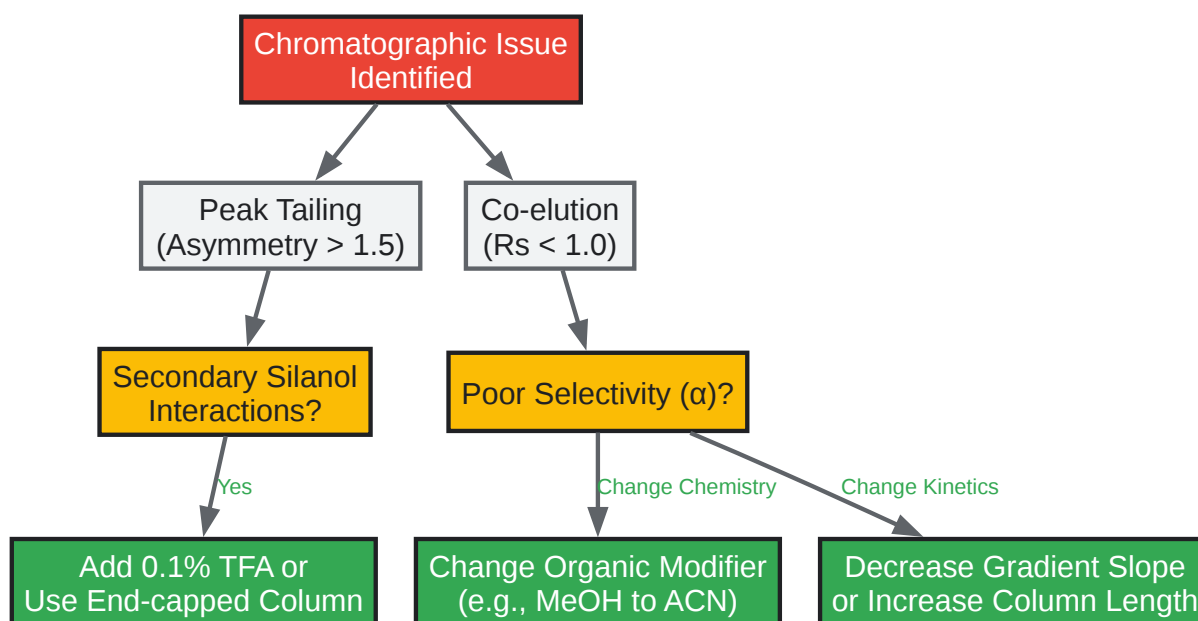 Chromatographic Issue
Identified
Peak Tailing
(Asymmetry > 1.5)
Co-elution
(Rs < 1.0)
Secondary Silanol
Interactions?
Poor Selectivity (α)?
Yes
Change Chemistry
Change Kinetics
Add 0.1% TFA or
Use End-capped Column
Change Organic Modifier
(e.g., MeOH to ACN)
Decrease Gradient Slope
or Increase Column Length